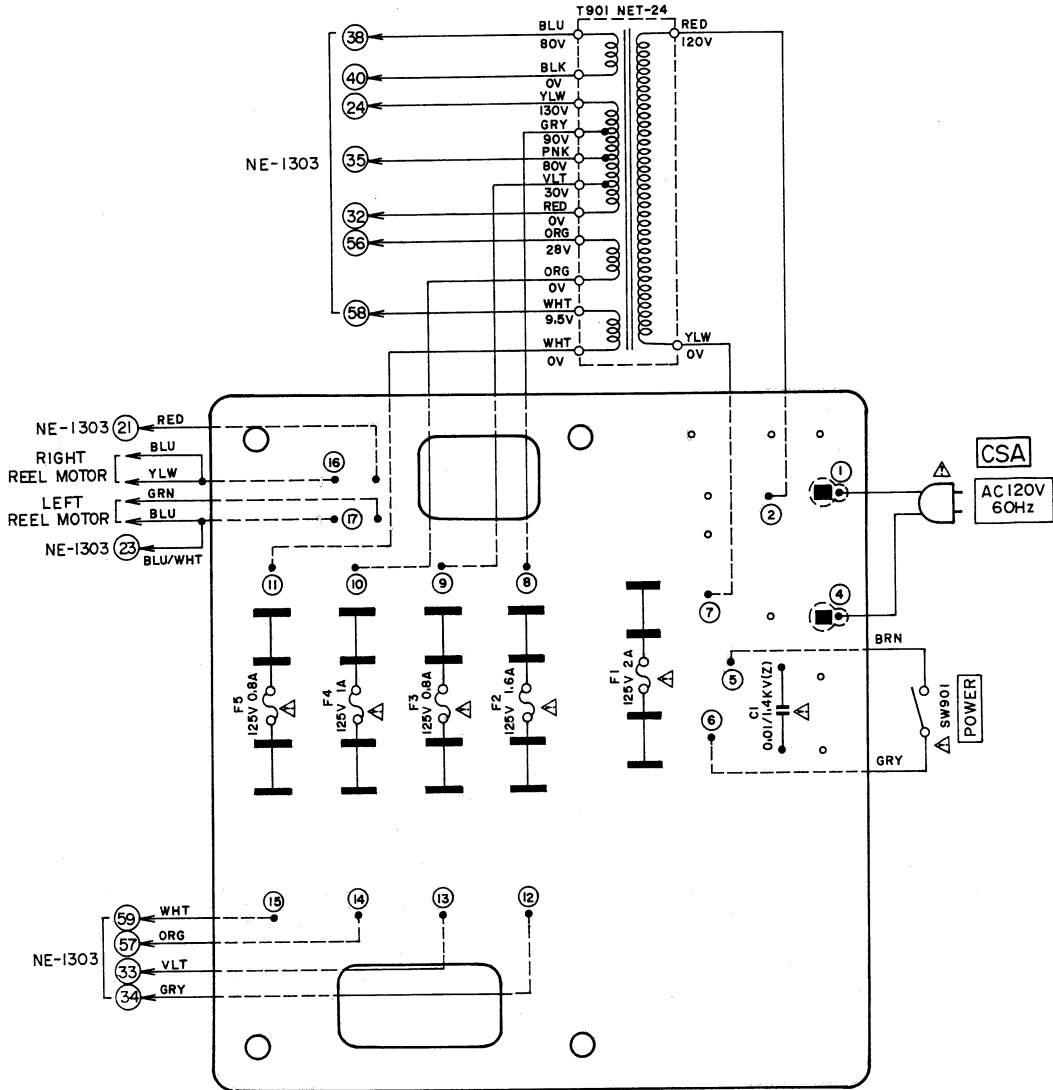 T901 NET-24
BLU
80V
RED
120V
38
BLK
0V
40
YLW
130V
24
GRY
90V
NE-1303
35
PNK
80V
VLT
30V
RED
0V
32
ORG
28V
56
ORG
0V
WHT
9.5V
58
WHT
0V
YLW
0V
NE-1303 21 RED
RIGHT
REEL MOTOR
BLU
YLW
16
LEFT
REEL MOTOR
GRN
BLU
17
NE-1303 23
BLU/WHT
CSA
AC 120V
60Hz
1
2
4
7
11
10
9
8
F5
125V 0.8A
F4
125V 1A
F3
125V 0.8A
F2
125V 1.6A
F1
125V 2A
5
6
C1
0.01/1.4KV(Z)
BRN
GRY
SW901
POWER
15
14
13
12
NE-1303
59 WHT
57 ORG
33 VLT
34 GRY